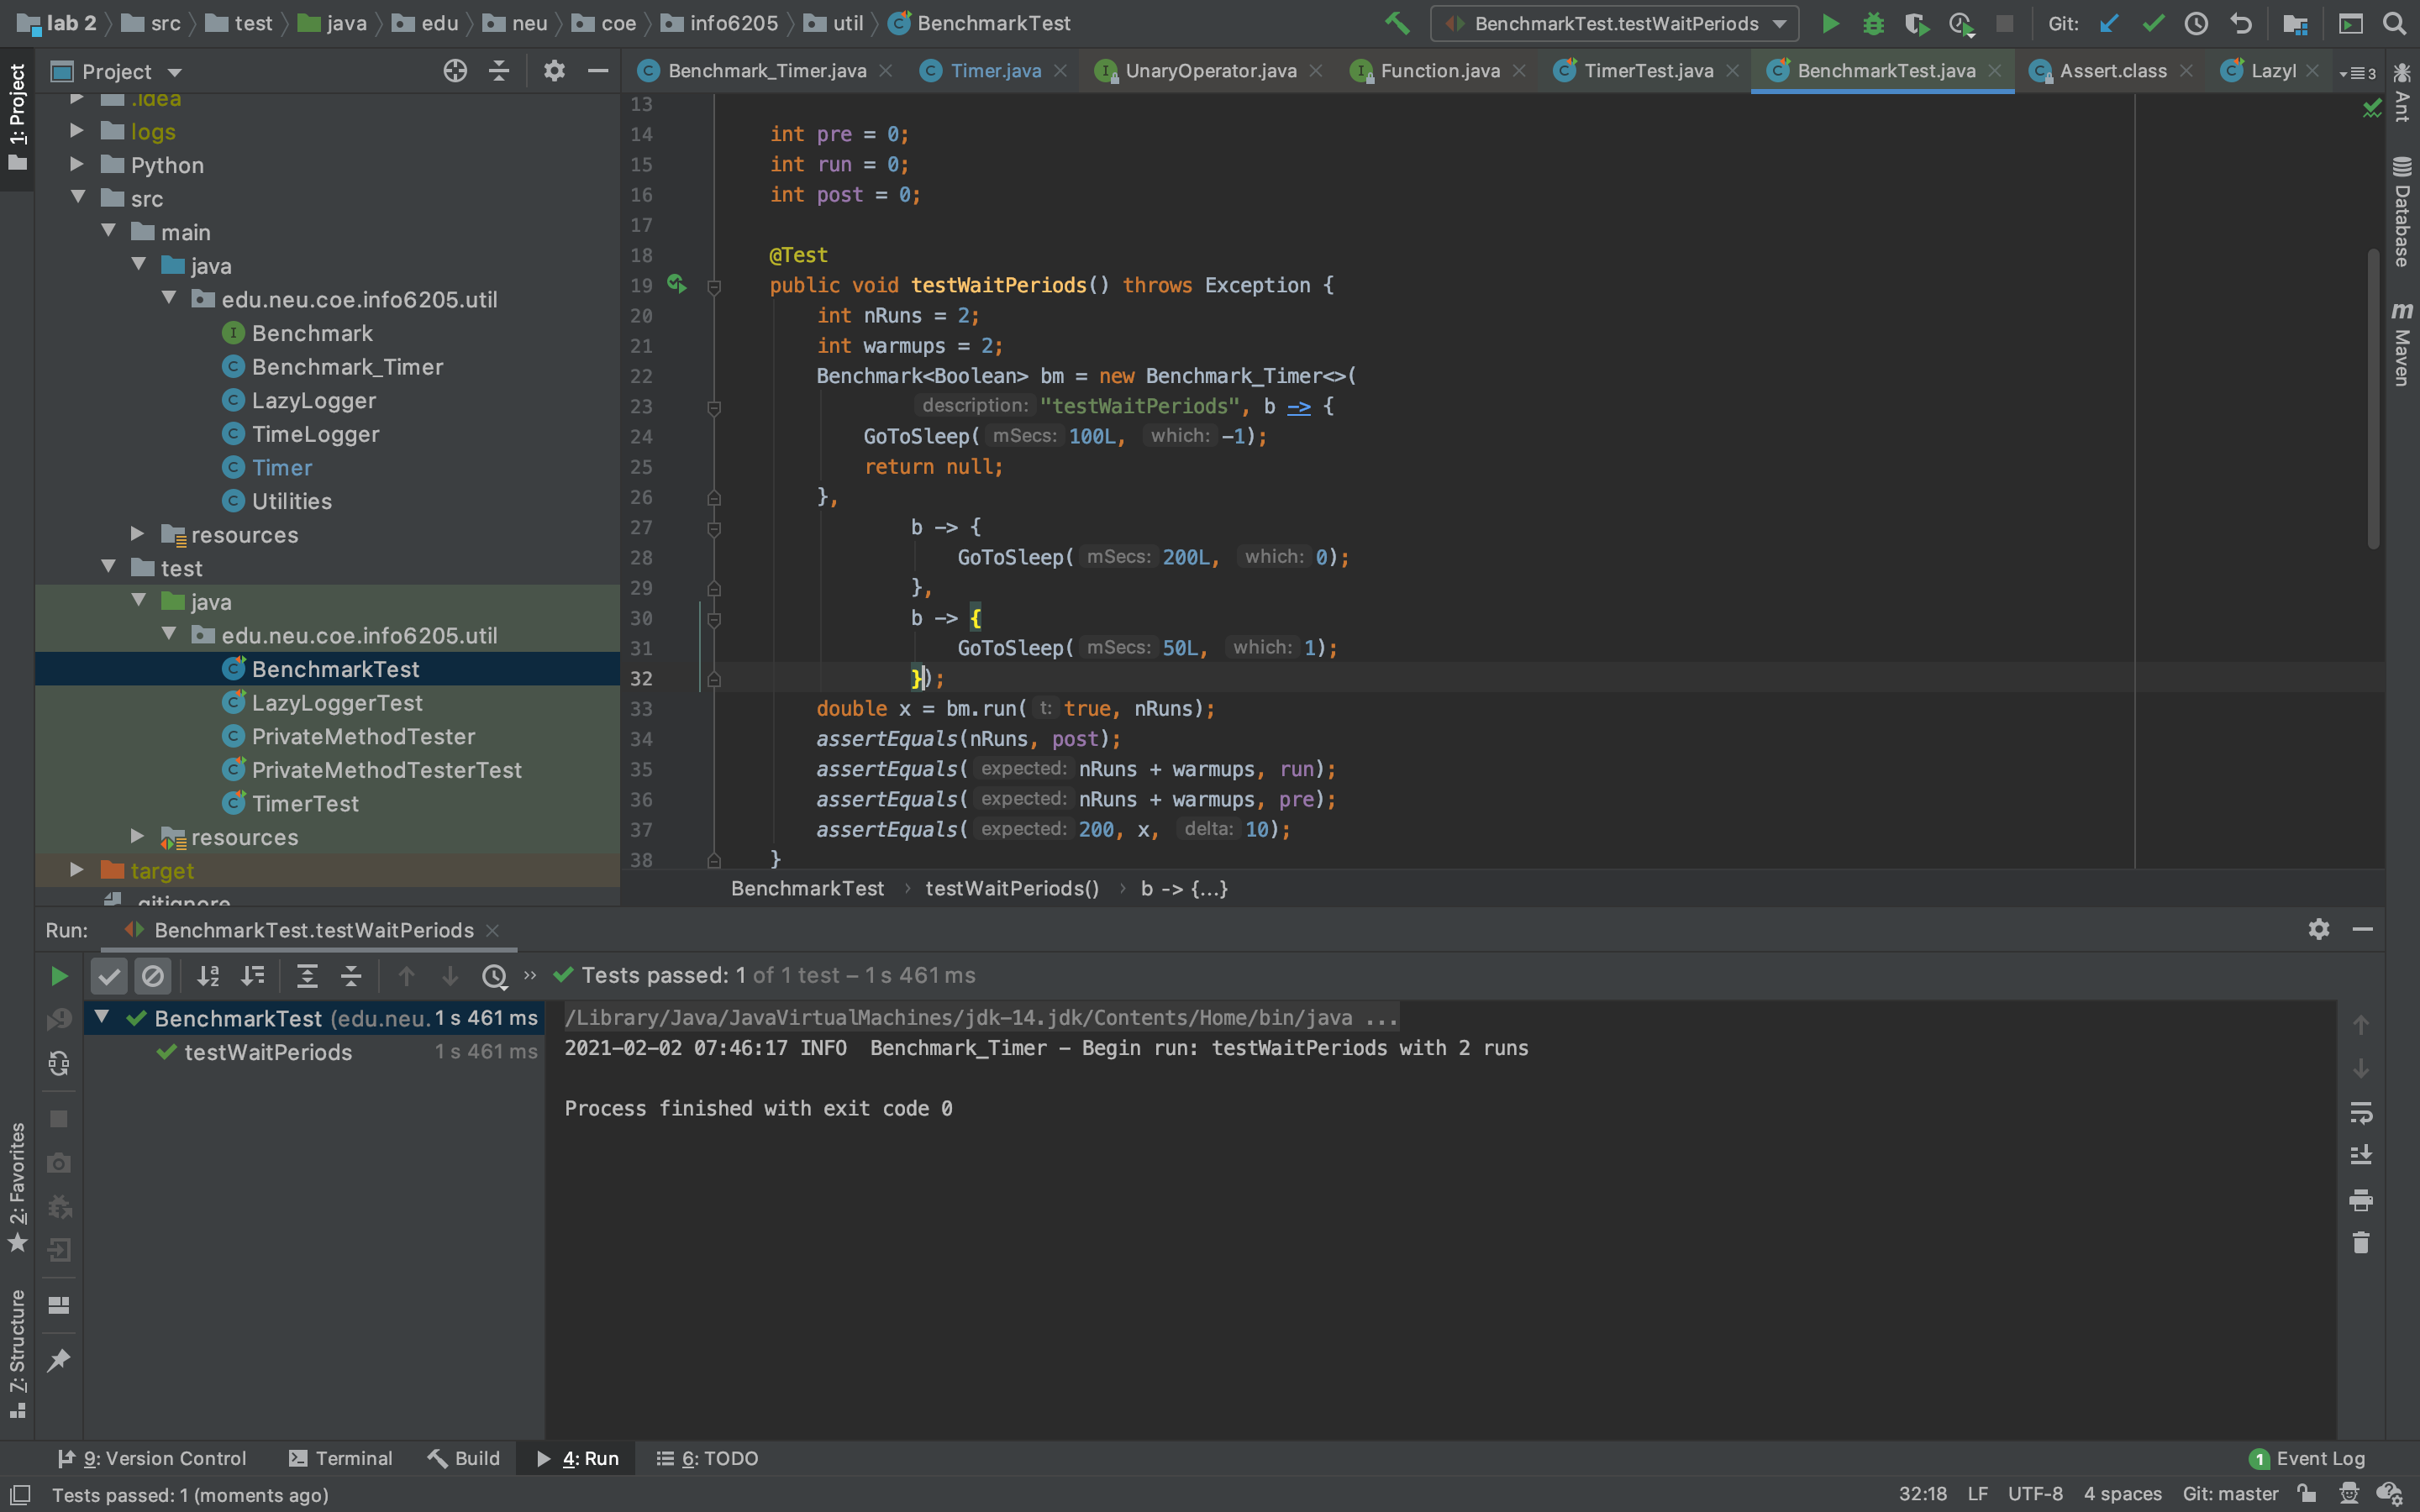 lab 2 src test java edu neu coe info6205 util BenchmarkTest BenchmarkTest.testWaitPeriods Git:
Project
Benchmark_Timer.java Timer.java UnaryOperator.java Function.java TimerTest.java BenchmarkTest.java Assert.class Lazyl 3
1: Project
Ant
Database
Maven
.idea
logs
Python
src
main
java
edu.neu.coe.info6205.util
Benchmark
Benchmark_Timer
LazyLogger
TimeLogger
Timer
Utilities
resources
test
java
edu.neu.coe.info6205.util
BenchmarkTest
LazyLoggerTest
PrivateMethodTester
PrivateMethodTesterTest
TimerTest
resources
target
.gitignore
13
14 int pre = 0;
15 int run = 0;
16 int post = 0;
17
18 @Test
19 public void testWaitPeriods() throws Exception {
20 int nRuns = 2;
21 int warmups = 2;
22 Benchmark<Boolean> bm = new Benchmark_Timer<>(
23 description: "testWaitPeriods", b -> {
24 GoToSleep( mSecs: 100L, which: -1);
25 return null;
26 },
27 b -> {
28 GoToSleep( mSecs: 200L, which: 0);
29 },
30 b -> {
31 GoToSleep( mSecs: 50L, which: 1);
32 });
33 double x = bm.run( t: true, nRuns);
34 assertEquals(nRuns, post);
35 assertEquals( expected: nRuns + warmups, run);
36 assertEquals( expected: nRuns + warmups, pre);
37 assertEquals( expected: 200, x, delta: 10);
38 }
BenchmarkTest › testWaitPeriods() › b -> {...}
Run: BenchmarkTest.testWaitPeriods
Tests passed: 1 of 1 test – 1 s 461 ms
BenchmarkTest (edu.neu. 1 s 461 ms
testWaitPeriods 1 s 461 ms
/Library/Java/JavaVirtualMachines/jdk-14.jdk/Contents/Home/bin/java ...
2021-02-02 07:46:17 INFO  Benchmark_Timer - Begin run: testWaitPeriods with 2 runs
Process finished with exit code 0
2: Favorites
Z: Structure
9: Version Control Terminal Build 4: Run 6: TODO 1 Event Log
Tests passed: 1 (moments ago) 32:18 LF UTF-8 4 spaces Git: master